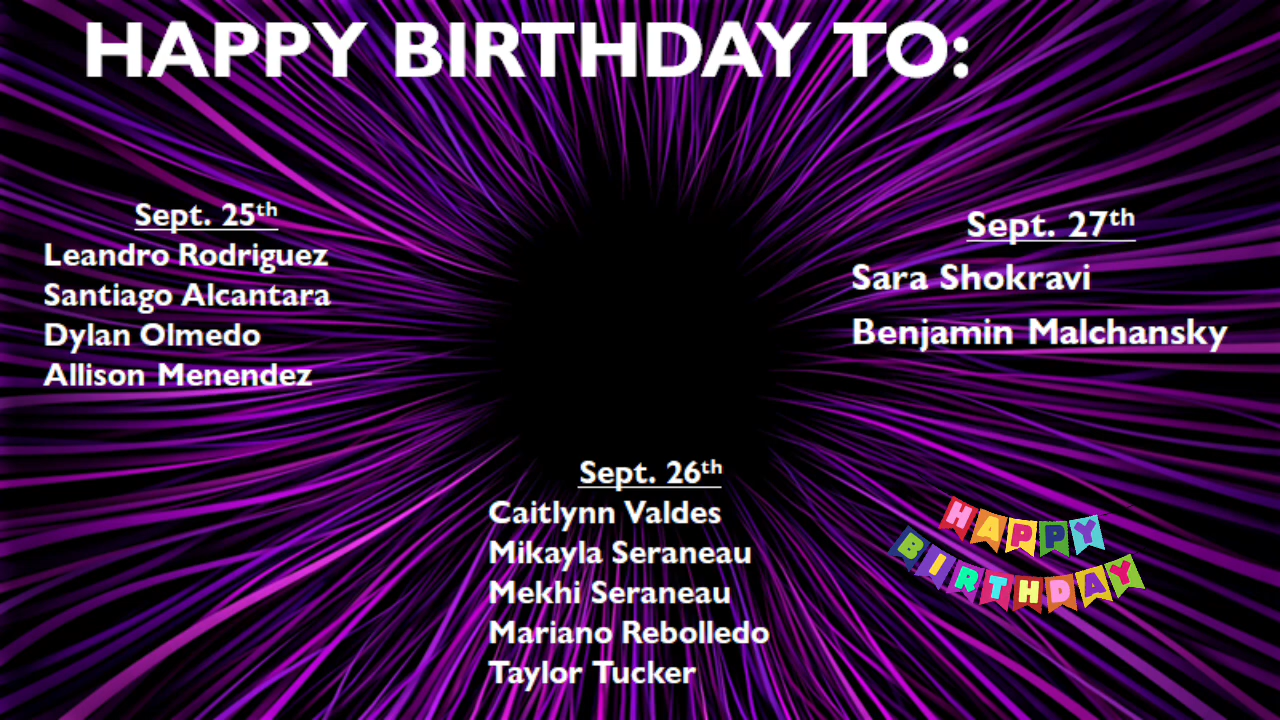 HAPPY BIRTHDAY TO:
Sept. 25th
Leandro Rodriguez
Santiago Alcantara
Dylan Olmedo
Allison Menendez
Sept. 27th
Sara Shokravi
Benjamin Malchansky
Sept. 26th
Caitlynn Valdes
Mikayla Seraneau
Mekhi Seraneau
Mariano Rebolledo
Taylor Tucker
HAPPY
BIRTHDAY